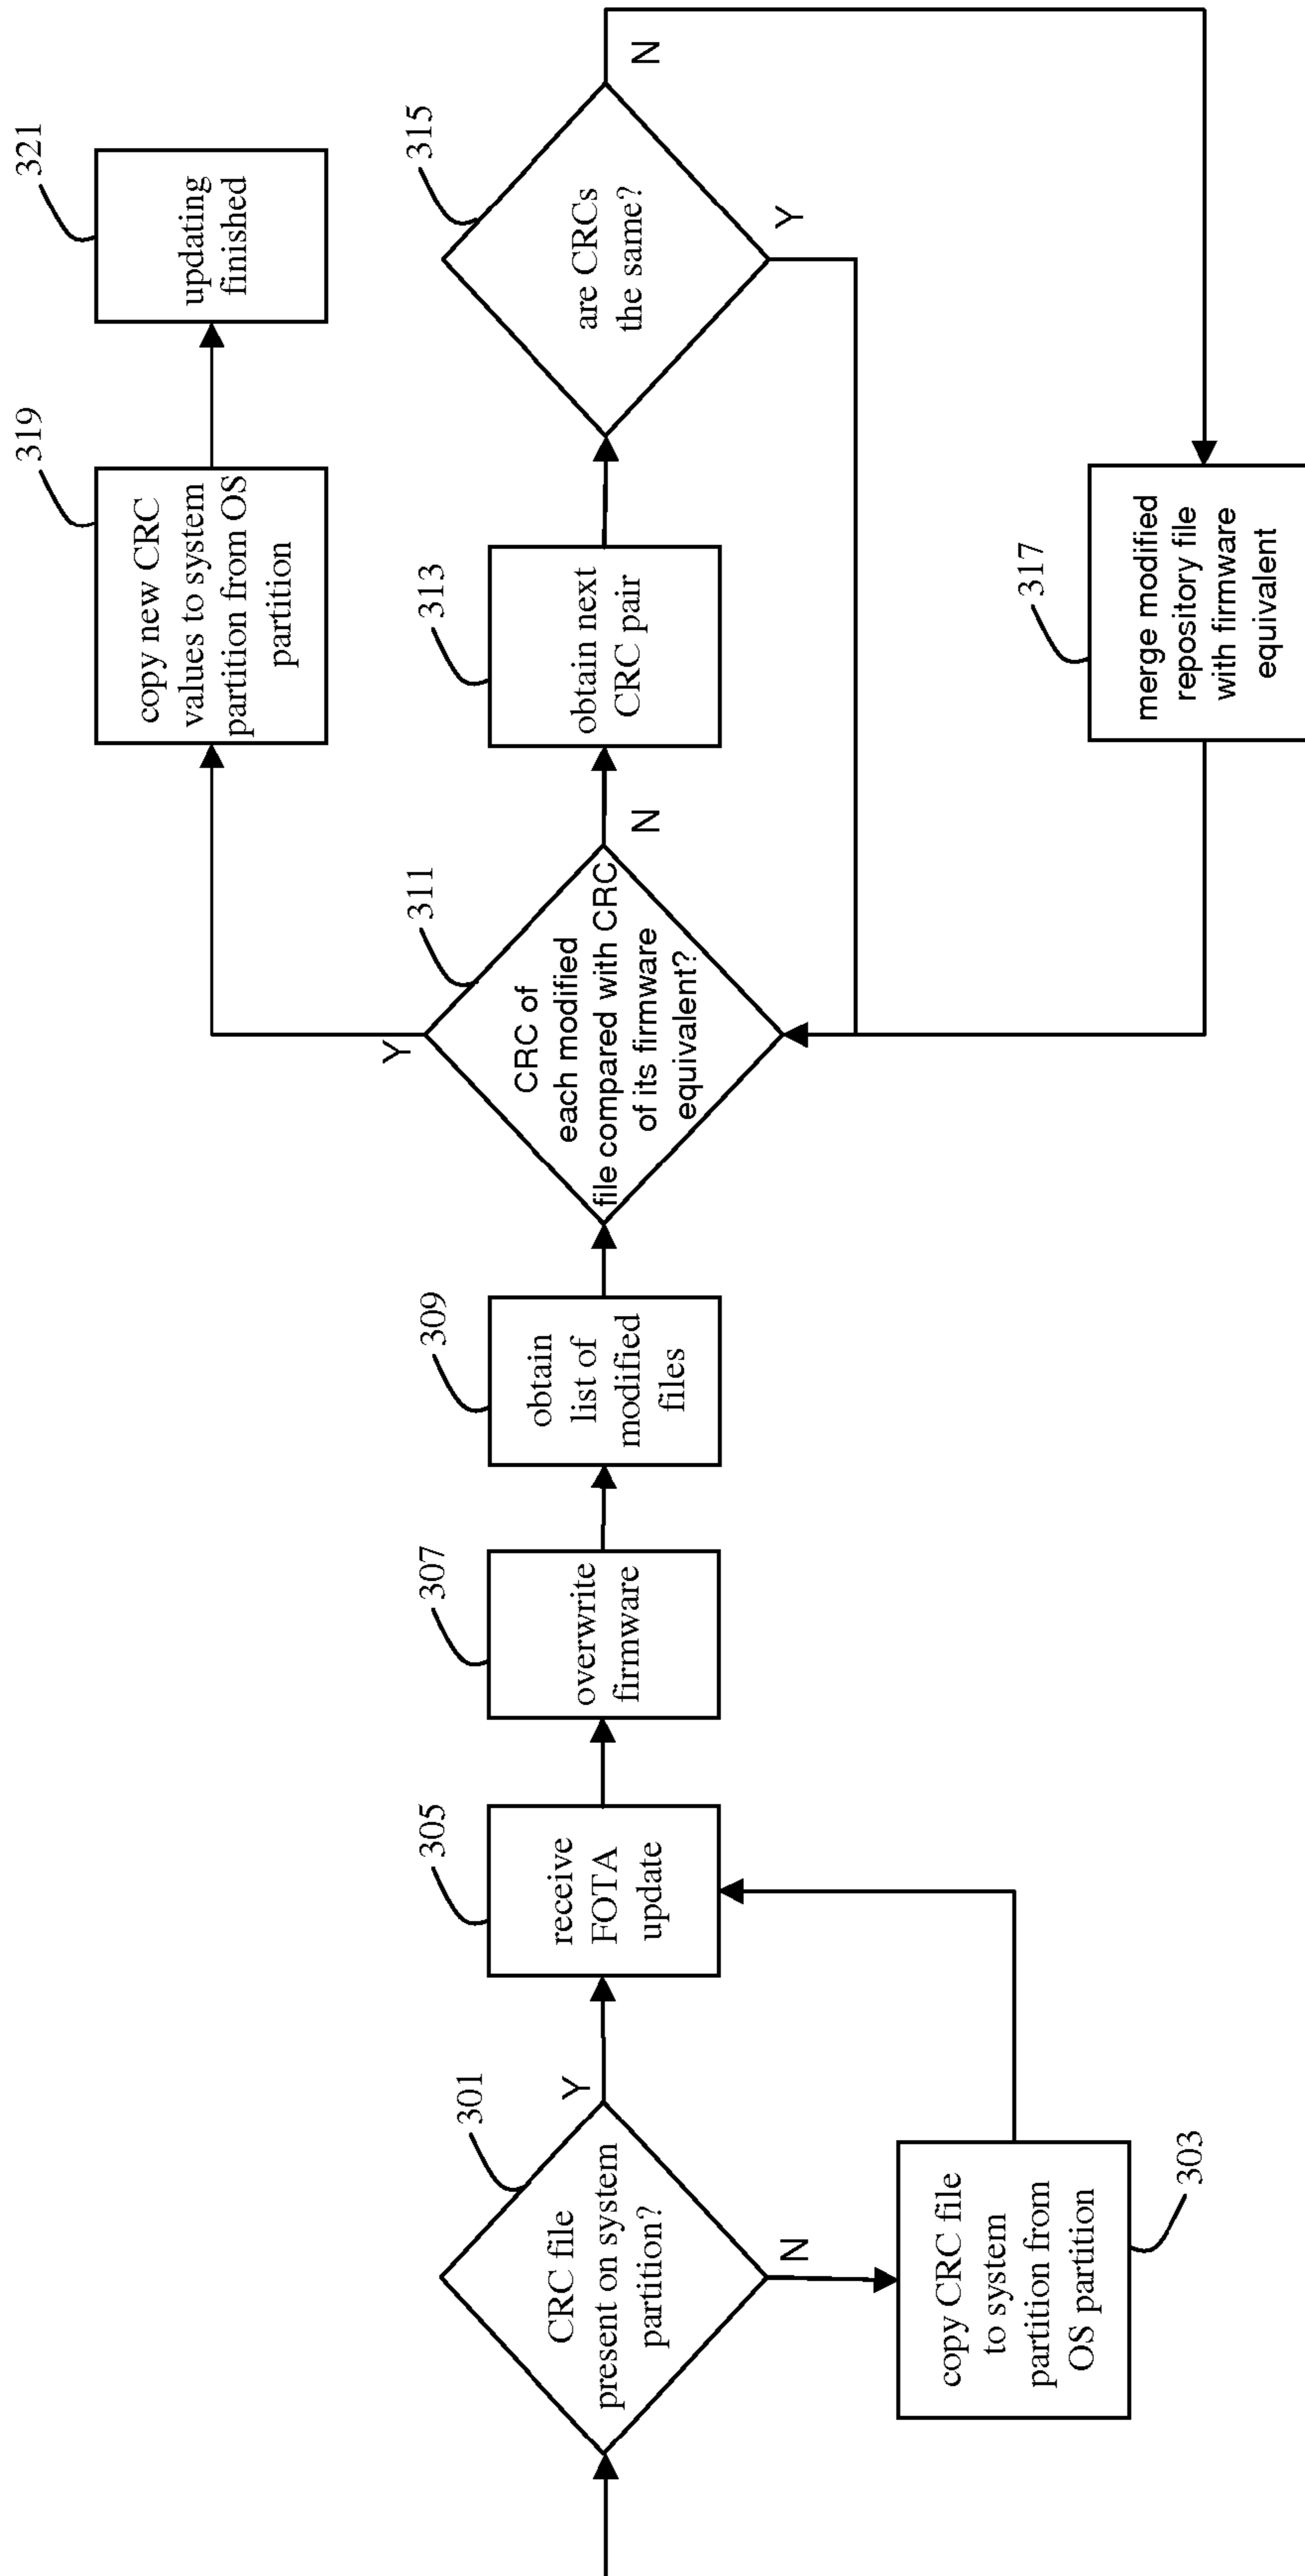 301
CRC file
present on system
partition?
Y
N
303
copy CRC file
to system
partition from
OS partition
305
receive
FOTA
update
307
overwrite
firmware
309
obtain
list of
modified
files
311
CRC of
each modified
file compared with CRC
of its firmware
equivalent?
Y
N
313
obtain next
CRC pair
315
are CRCs
the same?
Y
N
317
merge modified
repository file
with firmware
equivalent
319
copy new CRC
values to system
partition from OS
partition
321
updating
finished